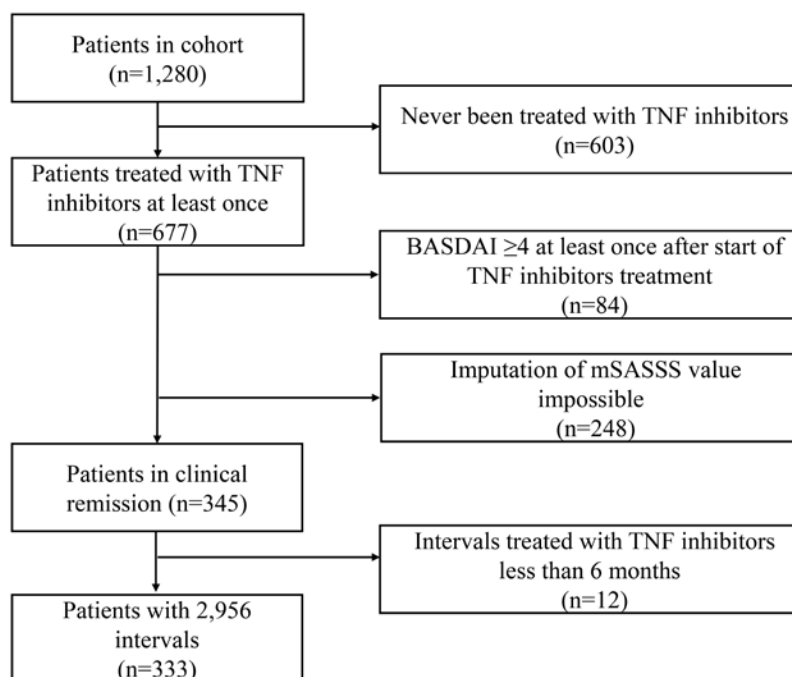 Patients in cohort
(n=1,280)
Never been treated with TNF inhibitors
(n=603)
Patients treated with TNF
inhibitors at least once
(n=677)
BASDAI ≥4 at least once after start of
TNF inhibitors treatment
(n=84)
Imputation of mSASSS value
impossible
(n=248)
Patients in clinical
remission (n=345)
Intervals treated with TNF inhibitors
less than 6 months
(n=12)
Patients with 2,956
intervals
(n=333)